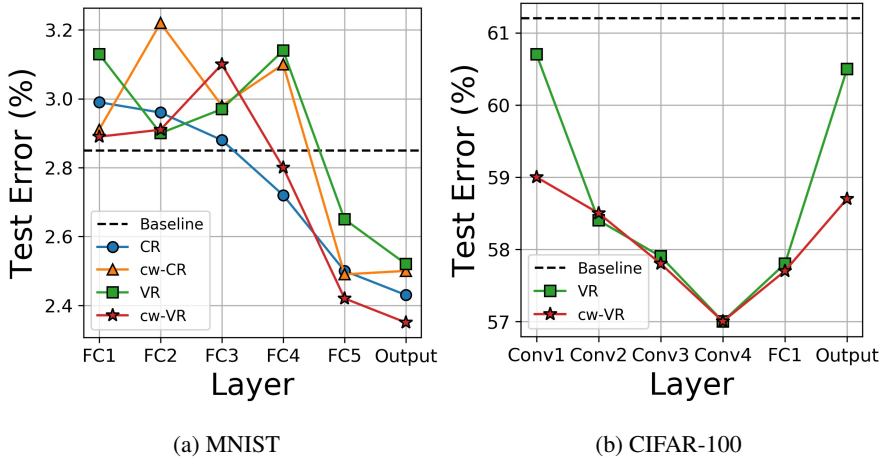 3.2
3.0
2.8
2.6
2.4
Test Error (%)
Baseline
CR
cw-CR
VR
cw-VR
FC1 FC2 FC3 FC4 FC5 Output
Layer
(a) MNIST
61
60
59
58
57
Test Error (%)
Baseline
VR
cw-VR
Conv1 Conv2 Conv3 Conv4 FC1 Output
Layer
(b) CIFAR-100